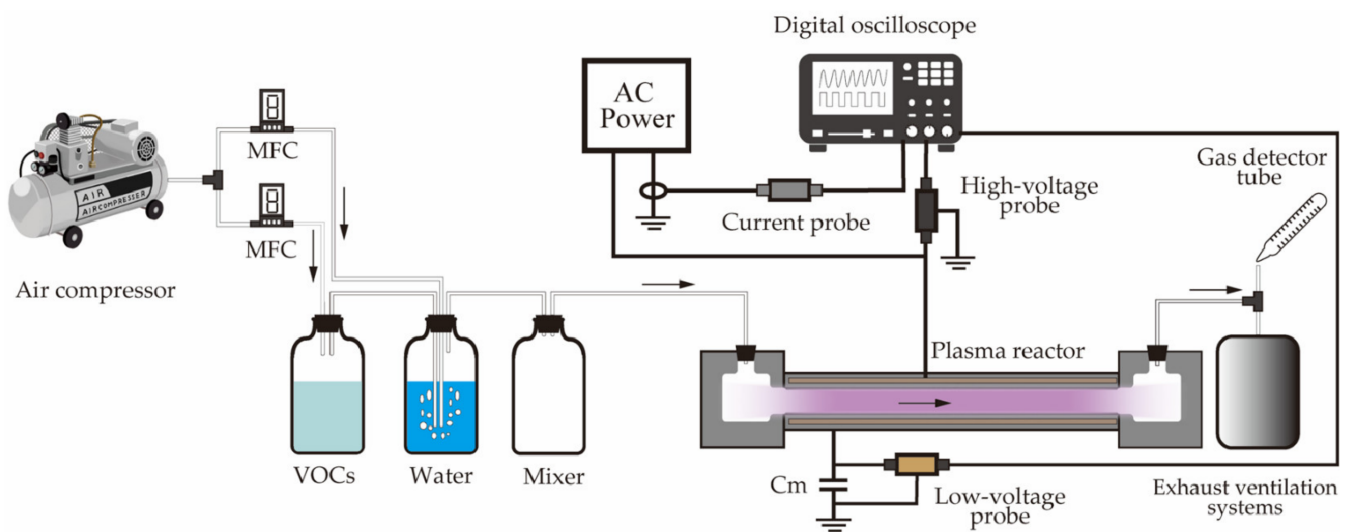 Digital oscilloscope
AC
Power
MFC
AIR
AIRCOMPRESSER
MFC
Air compressor
Current probe
High-voltage
probe
Gas detector
tube
Plasma reactor
VOCs
Water
Mixer
Cm
Low-voltage
probe
Exhaust ventilation
systems